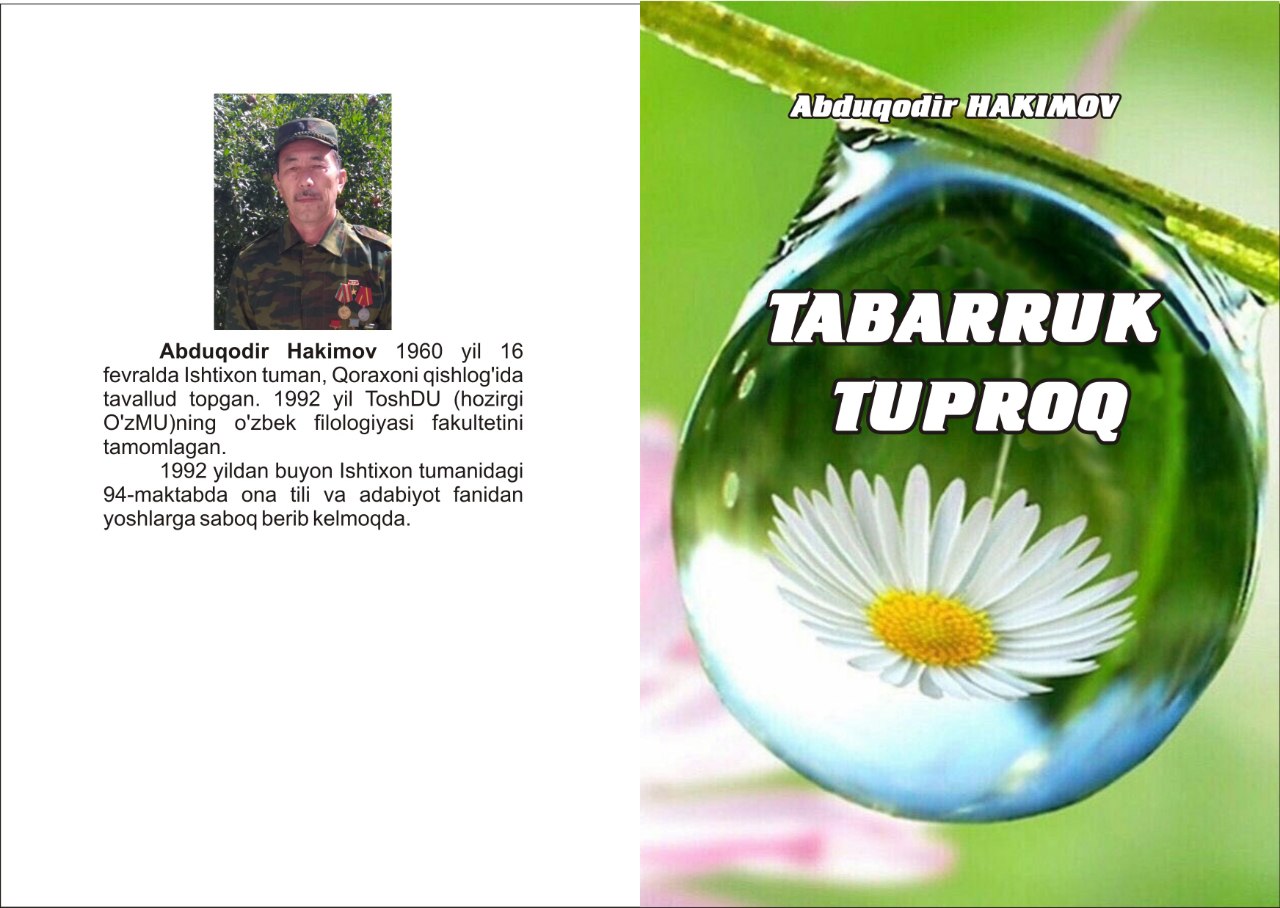 Abduqodir Hakimov 1960 yil 16
fevralda Ishtixon tuman, Qoraxoni qishlog'ida
tavallud topgan. 1992 yil ToshDU (hozirgi
O'zMU)ning o'zbek filologiyasi fakultetini
tamomlagan.
1992 yildan buyon Ishtixon tumanidagi
94-maktabda ona tili va adabiyot fanidan
yoshlarga saboq berib kelmoqda.
Abduqodir HAKIMOV
TABARRUK
TUPROQ